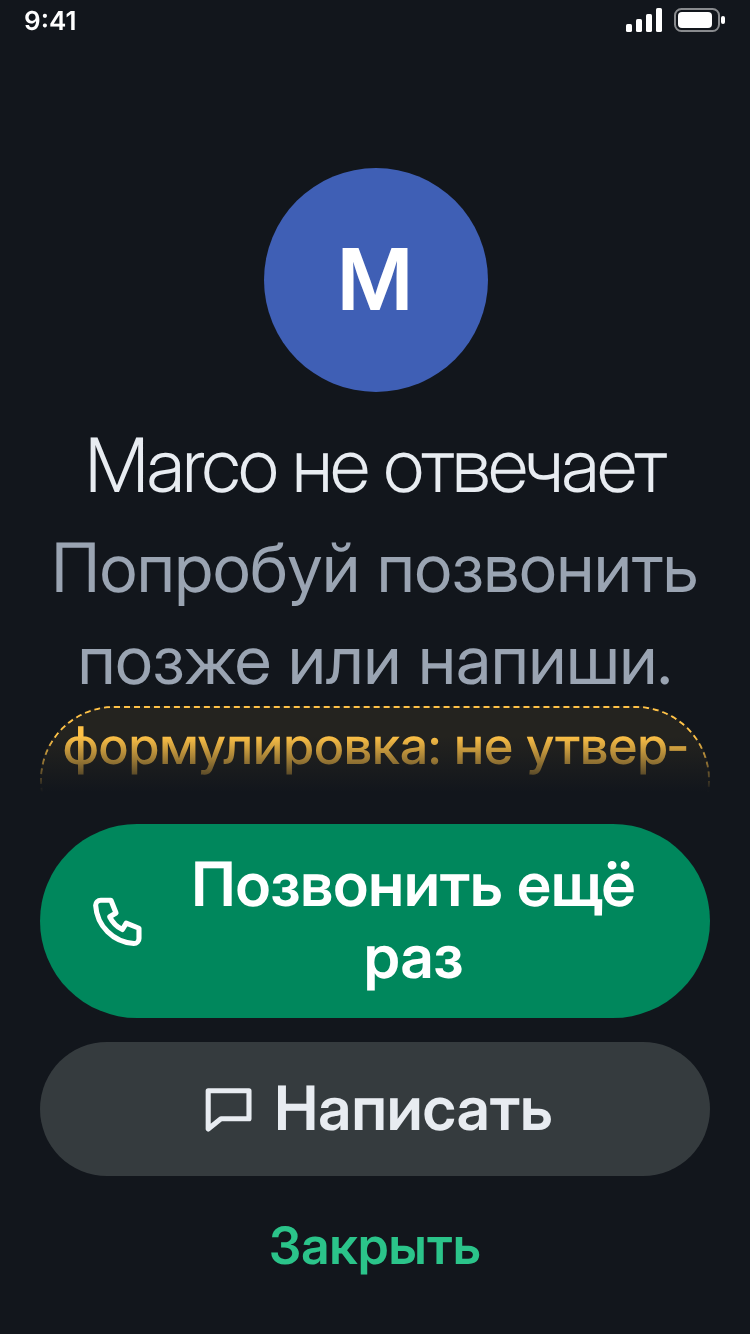 9:41
M
Marco не отвечает
Попробуй позвонить
позже или напиши.
формулировка: не утвер-
Позвонить ещё
раз
Написать
Закрыть